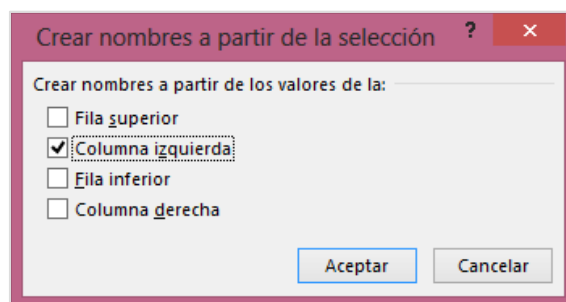 Crear nombres a partir de la selección ? ×
Crear nombres a partir de los valores de la:
Fila superior
Columna izquierda
Fila inferior
Columna derecha
Aceptar Cancelar